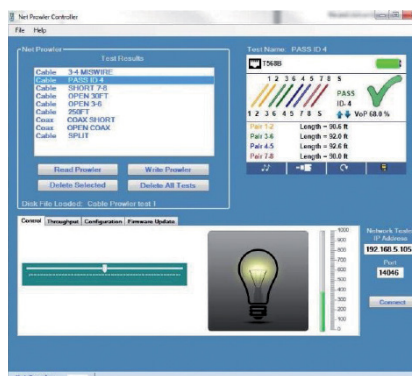 Net Prowler Controller
File Help
Net Prowler
Test Results
Cable 3-4 MISWIRE
Cable PASS ID 4
Cable SHORT 7-8
Cable OPEN 30FT
Cable OPEN 3-6
Cable 250FT
Coax COAX SHORT
Coax OPEN COAX
Cable SPLIT
Read Prowler Write Prowler
Delete Selected Delete All Tests
Disk File Loaded: Cable Prowler test 1
Test Name: PASS ID 4
T568B
1 2 3 6 4 5 7 8 S
PASS
ID- 4
1 2 3 6 4 5 7 8 S VoP 68.0 %
Pair 1-2 Length = 90.6 ft
Pair 3-6 Length = 92.0 ft
Pair 4-5 Length = 92.6 ft
Pair 7-8 Length = 90.0 ft
Control Throughput Configuration Firmware Update
1000
900
800
700
600
500
400
300
200
100
0
Network Tester
IP Address
192.168.5.105
Port
14046
Connect